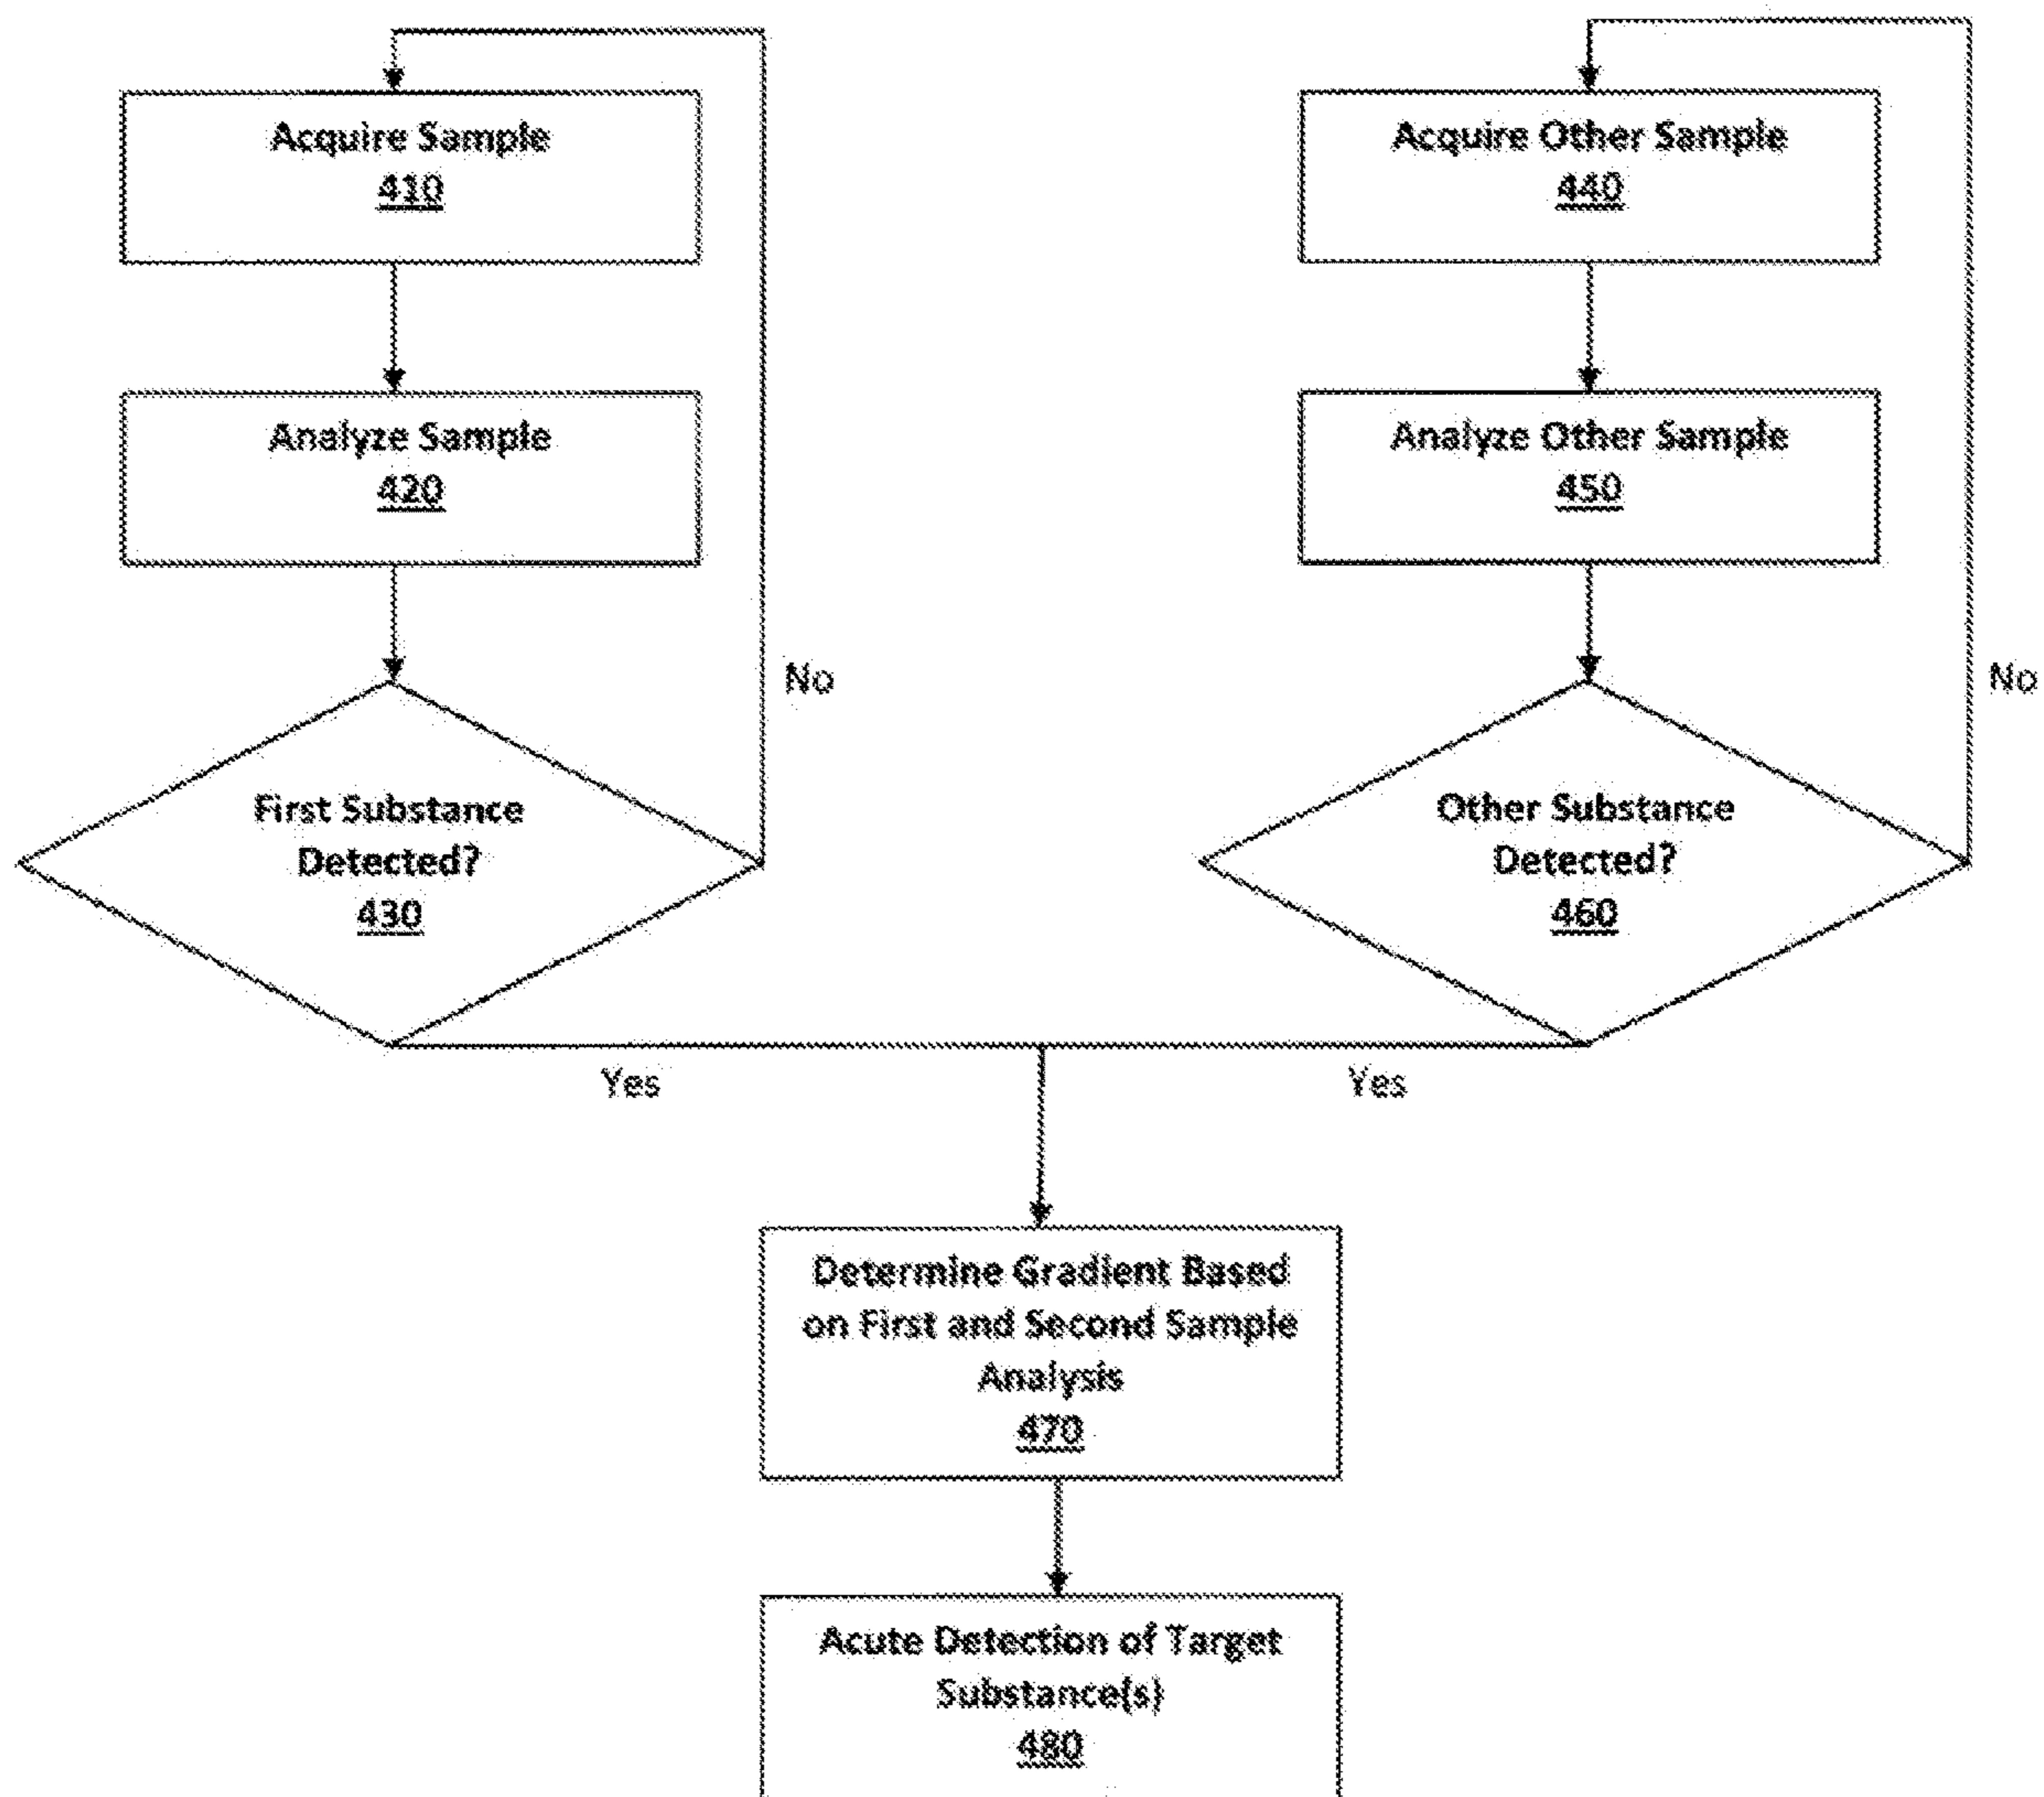 Acquire Sample
410
Analyze Sample
420
No
First Substance
Detected?
430
Yes
Acquire Other Sample
440
Analyze Other Sample
450
No
Other Substance
Detected?
460
Yes
Determine Gradient Based
on First and Second Sample
Analysis
470
Acute Detection of Target
Substance(s)
480